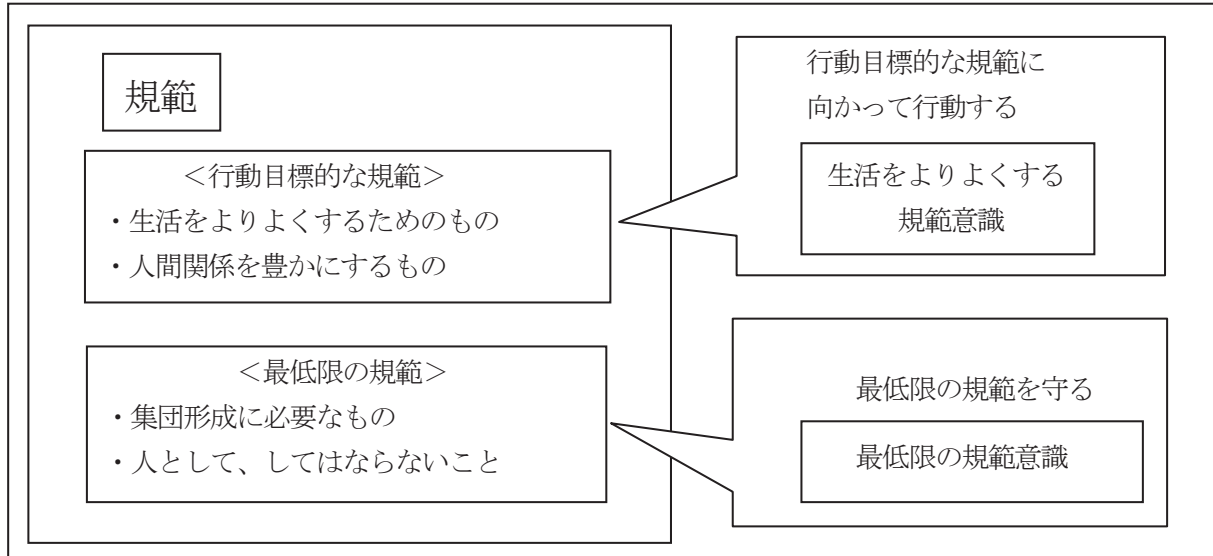 規範
＜行動目標的な規範＞
・生活をよりよくするためのもの
・人間関係を豊かにするもの
＜最低限の規範＞
・集団形成に必要なもの
・人として、してはならないこと
行動目標的な規範に
向かって行動する
生活をよりよくする
規範意識
最低限の規範を守る
最低限の規範意識